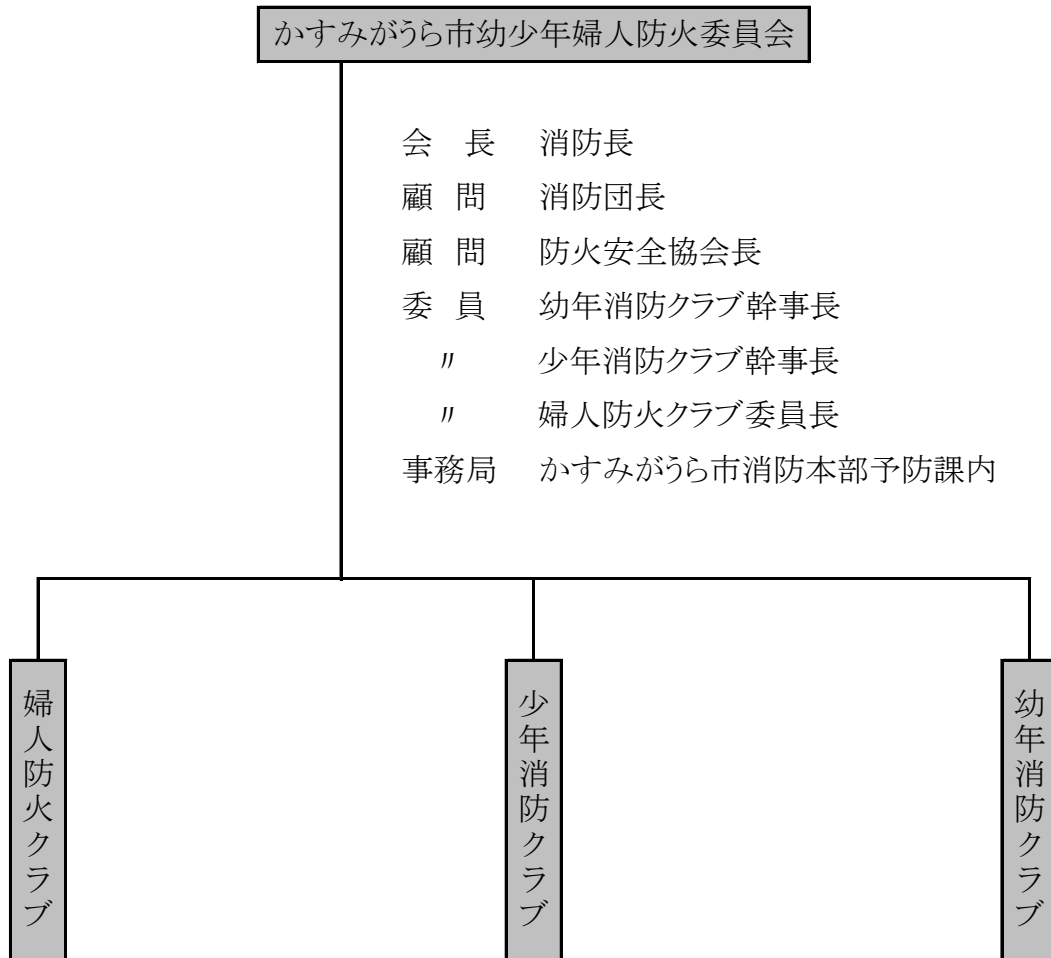 かすみがうら市幼少年婦人防火委員会
会　長　消防長
顧　問　消防団長
顧　問　防火安全協会長
委　員　幼年消防クラブ幹事長
〃　少年消防クラブ幹事長
〃　婦人防火クラブ委員長
事務局　かすみがうら市消防本部予防課内
婦人防火クラブ
少年消防クラブ
幼年消防クラブ